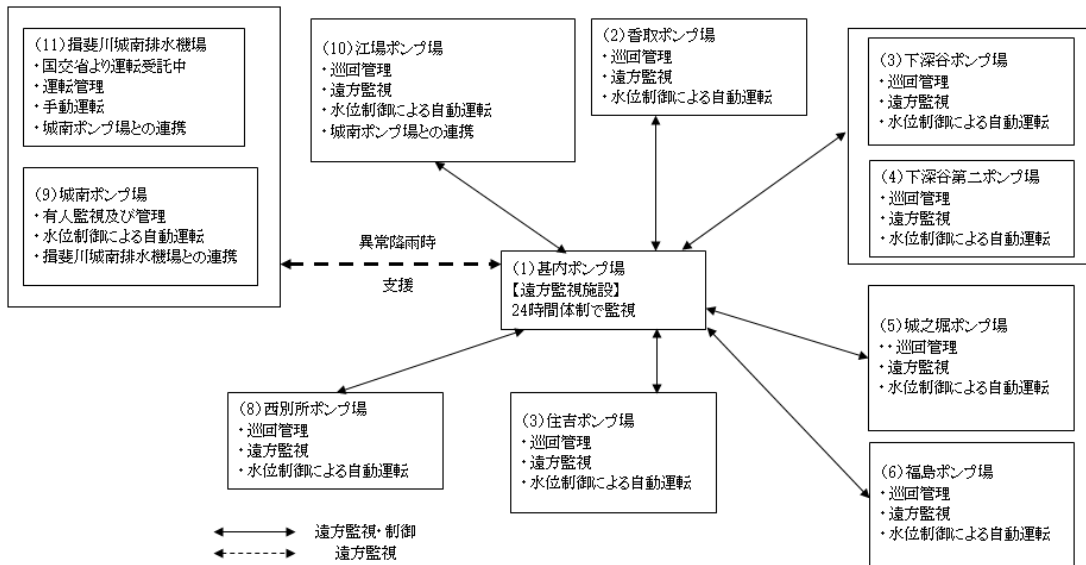 (11)揖斐川城南排水機場
・国交省より運転受託中
・運転管理
・手動運転
・城南ポンプ場との連携
(9)城南ポンプ場
・有人監視及び管理
・水位制御による自動運転
・揖斐川城南排水機場との連携
(10)江場ポンプ場
・巡回管理
・遠方監視
・水位制御による自動運転
・城南ポンプ場との連携
(2)香取ポンプ場
・巡回管理
・遠方監視
・水位制御による自動運転
(3)下深谷ポンプ場
・巡回管理
・遠方監視
・水位制御による自動運転
(4)下深谷第二ポンプ場
・巡回管理
・遠方監視
・水位制御による自動運転
異常降雨時
支援
(1)甚内ポンプ場
【遠方監視施設】
24時間体制で監視
(5)城之堀ポンプ場
・・巡回管理
・遠方監視
・水位制御による自動運転
(8)西別所ポンプ場
・巡回管理
・遠方監視
・水位制御による自動運転
(3)住吉ポンプ場
・巡回管理
・遠方監視
・水位制御による自動運転
(6)福島ポンプ場
・巡回管理
・遠方監視
・水位制御による自動運転
遠方監視・制御
遠方監視